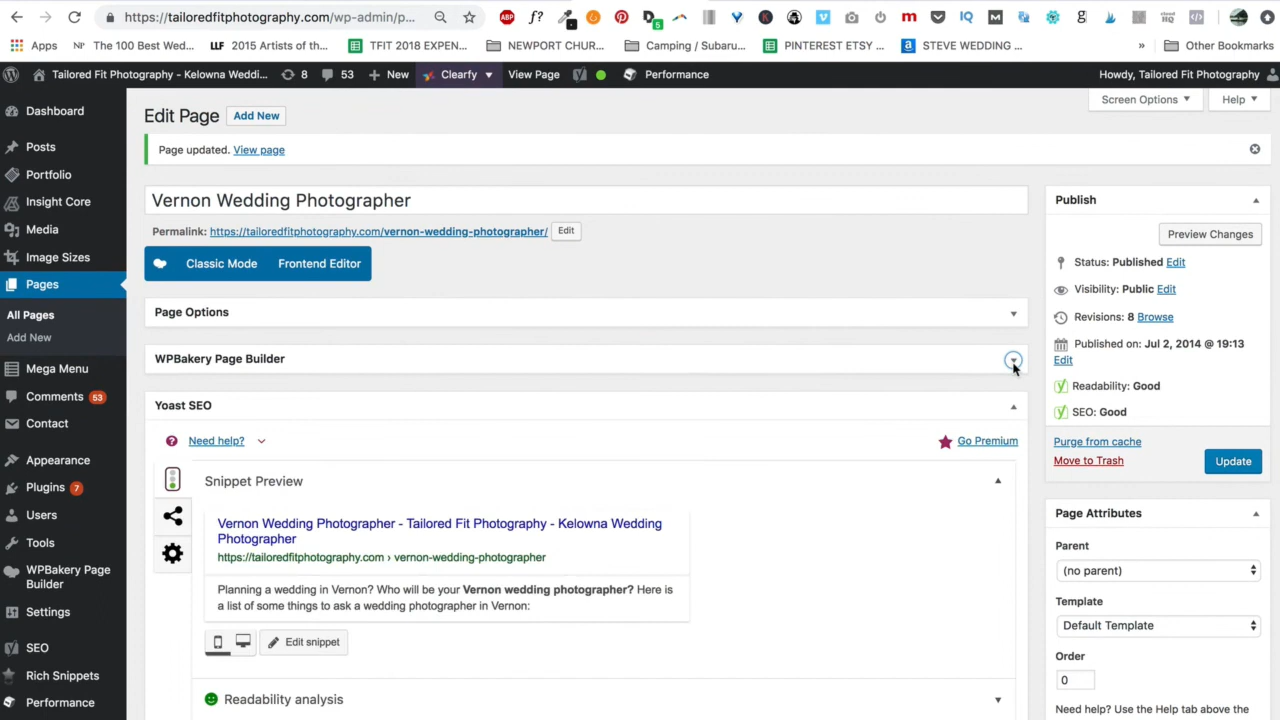 https://tailoredfitphotography.com/wp-admin/p...
ABP
f?
5
m
IQ
M
g
cloud
HQ
Apps
NF The 100 Best Wed...
LLF 2015 Artists of th...
TFIT 2018 EXPEN...
NEWPORT CHUR...
Camping / Subaru...
PINTEREST ETSY ...
a STEVE WEDDING ...
»
Other Bookmarks
Tailored Fit Photography - Kelowna Weddi...
8
53
+ New
Clearfy
View Page
Performance
Howdy, Tailored Fit Photography
Screen Options
Help
Dashboard
Posts
Portfolio
Insight Core
Media
Image Sizes
Pages
All Pages
Add New
Mega Menu
Comments 53
Contact
Appearance
Plugins 7
Users
Tools
WPBakery Page
Builder
Settings
SEO
Rich Snippets
Performance
Edit Page
Add New
Page updated. View page
Vernon Wedding Photographer
Permalink: https://tailoredfitphotography.com/vernon-wedding-photographer/ Edit
Classic Mode
Frontend Editor
Page Options
WPBakery Page Builder
Yoast SEO
Need help?
Go Premium
Snippet Preview
Vernon Wedding Photographer - Tailored Fit Photography - Kelowna Wedding
Photographer
https://tailoredfitphotography.com › vernon-wedding-photographer
Planning a wedding in Vernon? Who will be your Vernon wedding photographer? Here is
a list of some things to ask a wedding photographer in Vernon:
Edit snippet
Readability analysis
Publish
Preview Changes
Status: Published Edit
Visibility: Public Edit
Revisions: 8 Browse
Published on: Jul 2, 2014 @ 19:13
Edit
Readability: Good
SEO: Good
Purge from cache
Move to Trash
Update
Page Attributes
Parent
(no parent)
Template
Default Template
Order
0
Need help? Use the Help tab above the